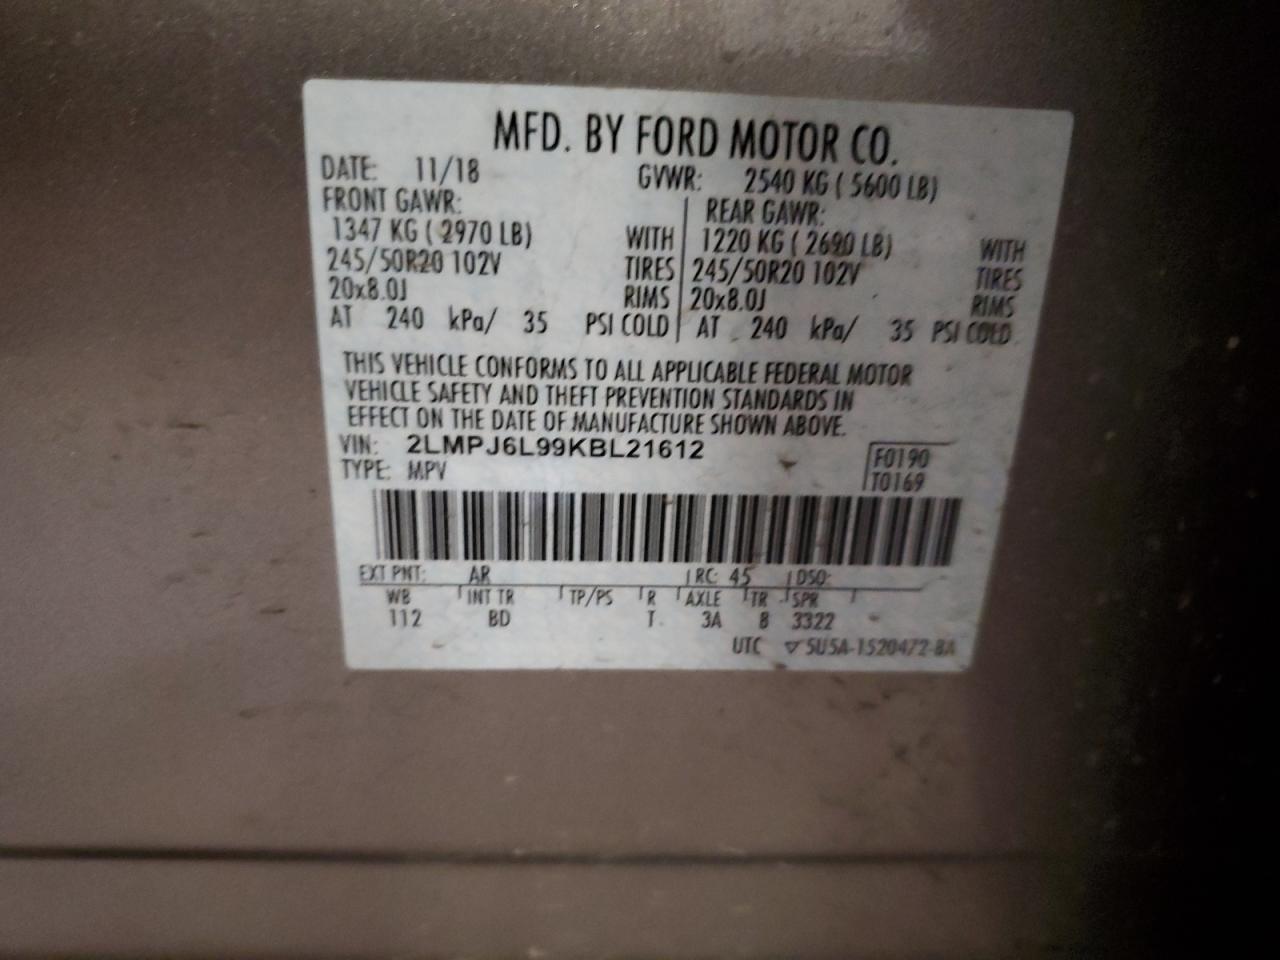 MFD. BY FORD MOTOR CO.
DATE: 11/18 GVWR: 2540 KG ( 5600 LB)
FRONT GAWR: REAR GAWR:
1347 KG ( 2970 LB) WITH 1220 KG ( 2690 LB) WITH
245/50R20 102V TIRES 245/50R20 102V TIRES
20x8.0J RIMS 20x8.0J RIMS
AT 240 kPa/ 35 PSI COLD AT 240 kPa/ 35 PSI COLD
THIS VEHICLE CONFORMS TO ALL APPLICABLE FEDERAL MOTOR
VEHICLE SAFETY AND THEFT PREVENTION STANDARDS IN
EFFECT ON THE DATE OF MANUFACTURE SHOWN ABOVE.
VIN: 2LMPJ6L99KBL21612 F0190
TYPE: MPV T0169
EXT PNT: AR RC: 45 DSO:
WB INT TR TP/PS R AXLE TR SPR
112 BD T 3A 8 3322
UTC ▽ 5U5A-1520472-BA